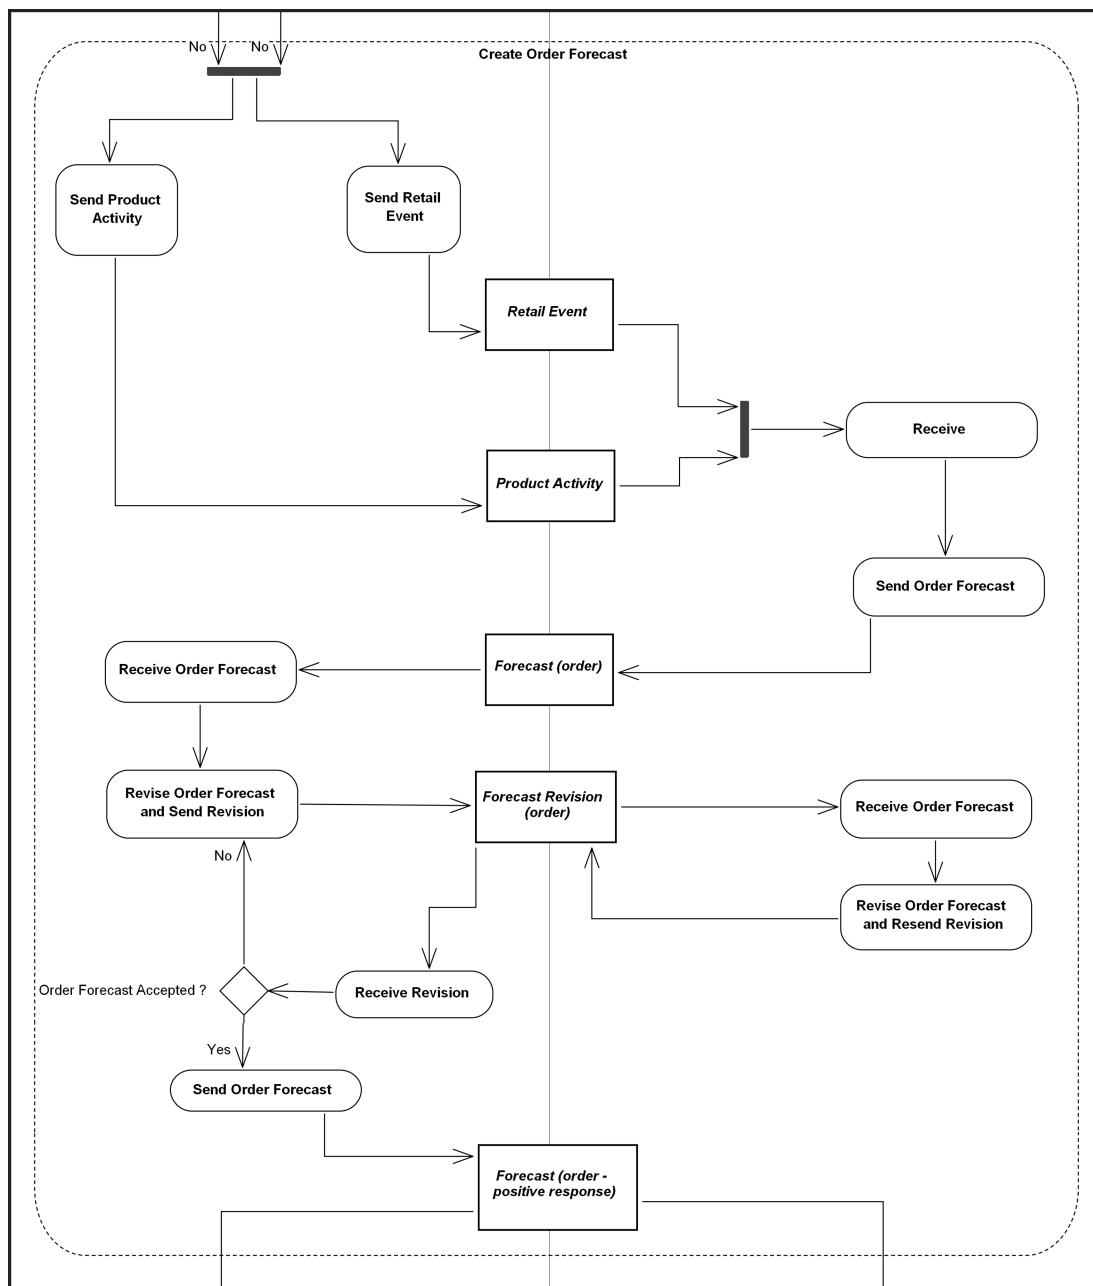 No
No
Create Order Forecast
Send Product
Activity
Send Retail
Event
Retail Event
Receive
Product Activity
Send Order Forecast
Receive Order Forecast
Forecast (order)
Revise Order Forecast
and Send Revision
Forecast Revision
(order)
Receive Order Forecast
No
Revise Order Forecast
and Resend Revision
Order Forecast Accepted ?
Receive Revision
Yes
Send Order Forecast
Forecast (order -
positive response)